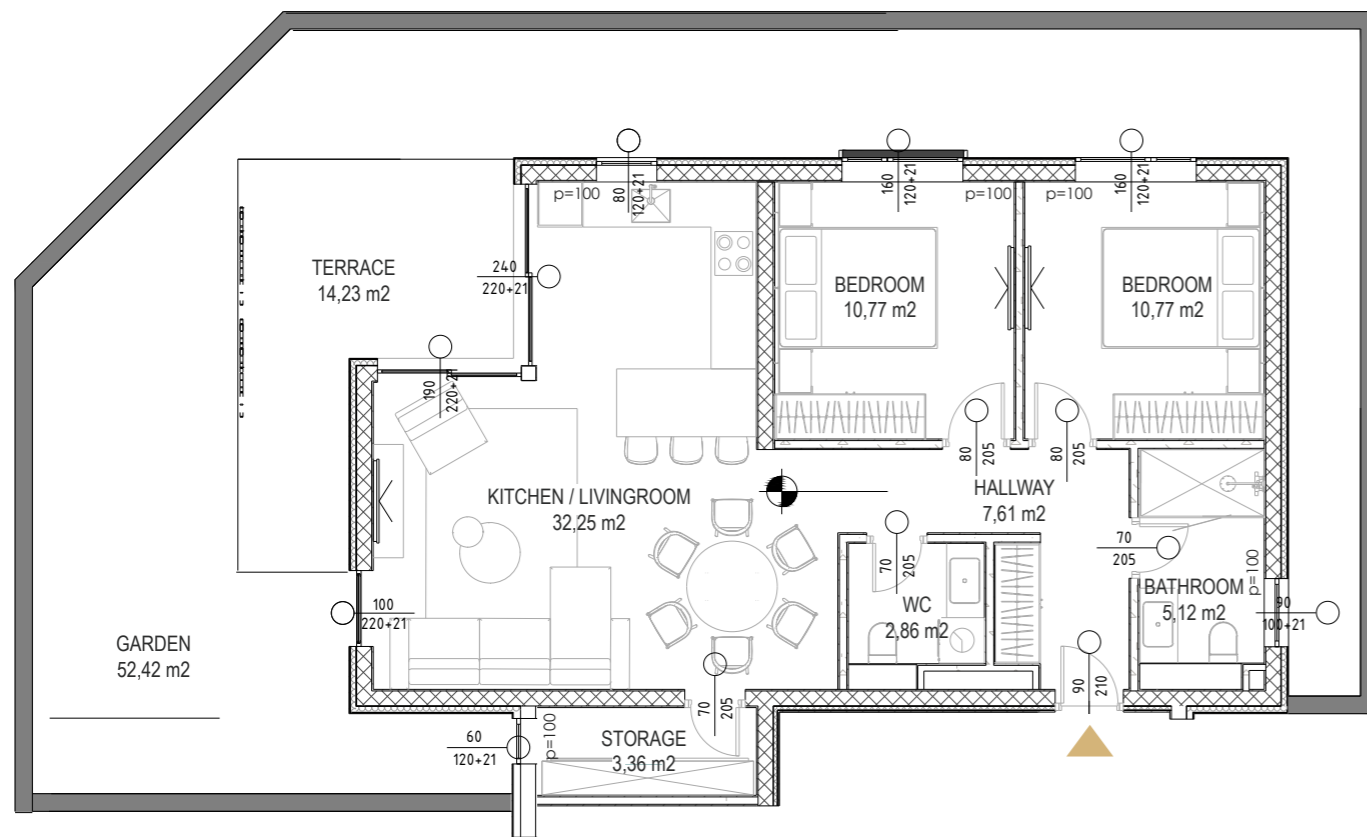 80
120+21
p=100
160
120+21
p=100
p=100
160
120+21
TERRACE
14,23 m2
240
220+21
BEDROOM
10,77 m2
BEDROOM
10,77 m2
190
220+21
80
205
80
205
KITCHEN / LIVINGROOM
32,25 m2
HALLWAY
7,61 m2
70
205
70
205
p=100
BATHROOM
5,12 m2
WC
2,86 m2
100
220+21
90
100+21
GARDEN
52,42 m2
90
210
70
205
60
120+21
p=100
STORAGE
3,36 m2